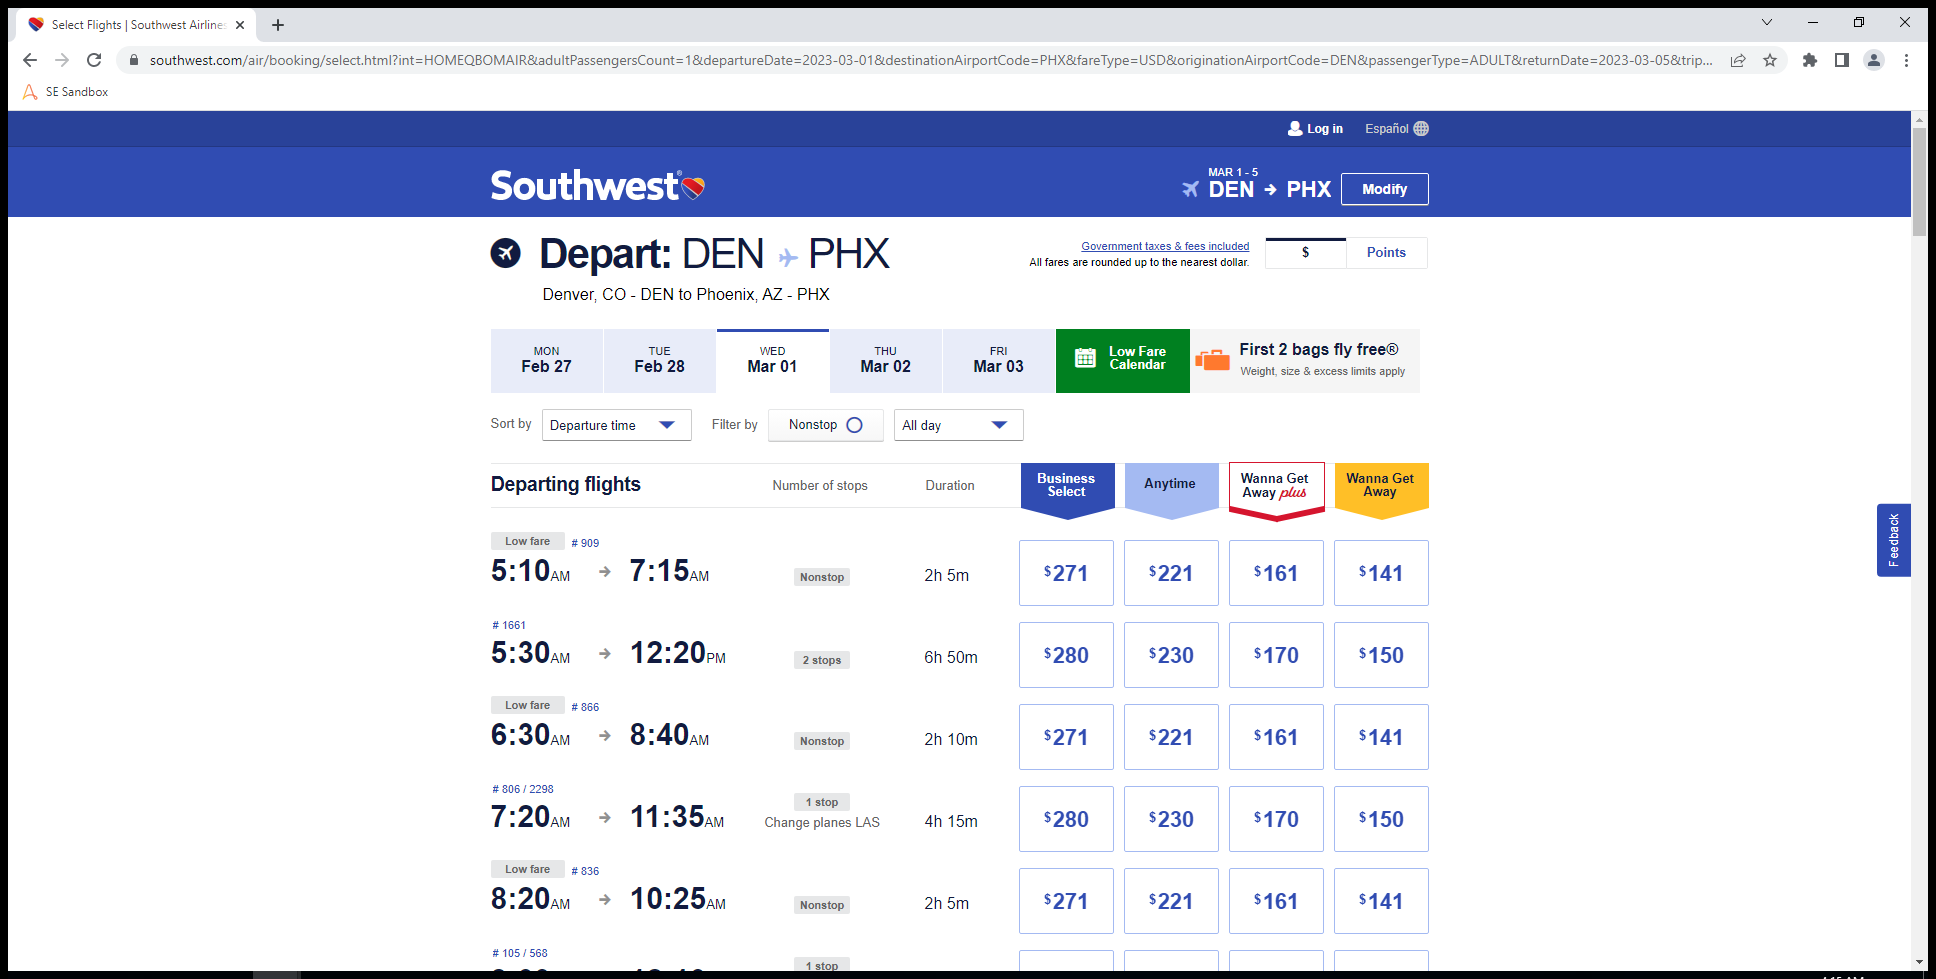 Select Flights | Southwest Airlines
southwest.com/air/booking/select.html?int=HOMEQBOMAIR&adultPassengersCount=1&departureDate=2023-03-01&destinationAirportCode=PHX&fareType=USD&originationAirportCode=DEN&passengerType=ADULT&returnDate=2023-03-05&trip...
SE Sandbox
Log in Español
Southwest®
MAR 1 - 5
DEN PHX Modify
Depart: DEN PHX
Government taxes & fees included
All fares are rounded up to the nearest dollar.
$ Points
Denver, CO - DEN to Phoenix, AZ - PHX
MON TUE WED THU FRI
Feb 27 Feb 28 Mar 01 Mar 02 Mar 03
Low Fare
Calendar
First 2 bags fly free®
Weight, size & excess limits apply
Sort by Departure time Filter by Nonstop All day
Departing flights Number of stops Duration
Business
Select
Anytime
Wanna Get
Away plus
Wanna Get
Away
Low fare # 909
5:10AM 7:15AM Nonstop 2h 5m $271 $221 $161 $141
# 1661
5:30AM 12:20PM 2 stops 6h 50m $280 $230 $170 $150
Low fare # 866
6:30AM 8:40AM Nonstop 2h 10m $271 $221 $161 $141
# 806 / 2298
1 stop
7:20AM 11:35AM Change planes LAS 4h 15m $280 $230 $170 $150
Low fare # 836
8:20AM 10:25AM Nonstop 2h 5m $271 $221 $161 $141
# 105 / 568
1 stop
Feedback